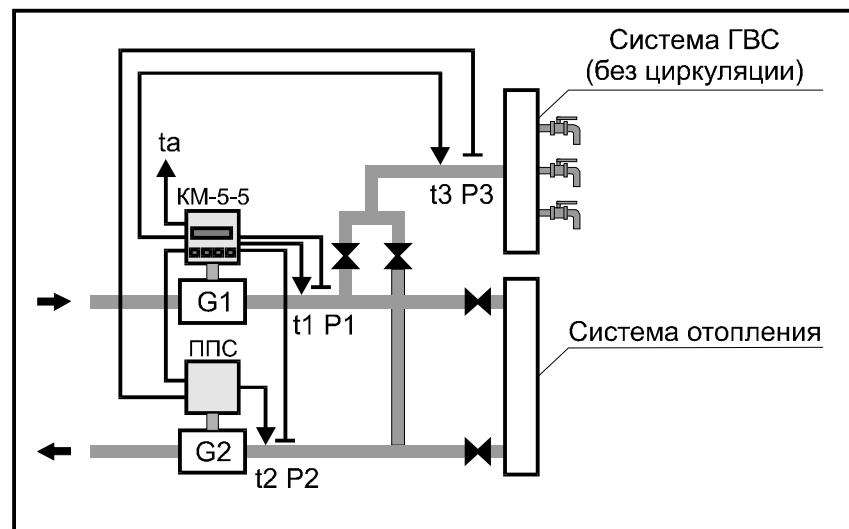 Система ГВС
(без циркуляции)
ta
КМ-5-5
t3 P3
G1
t1 P1
Система отопления
ППС
G2
t2 P2